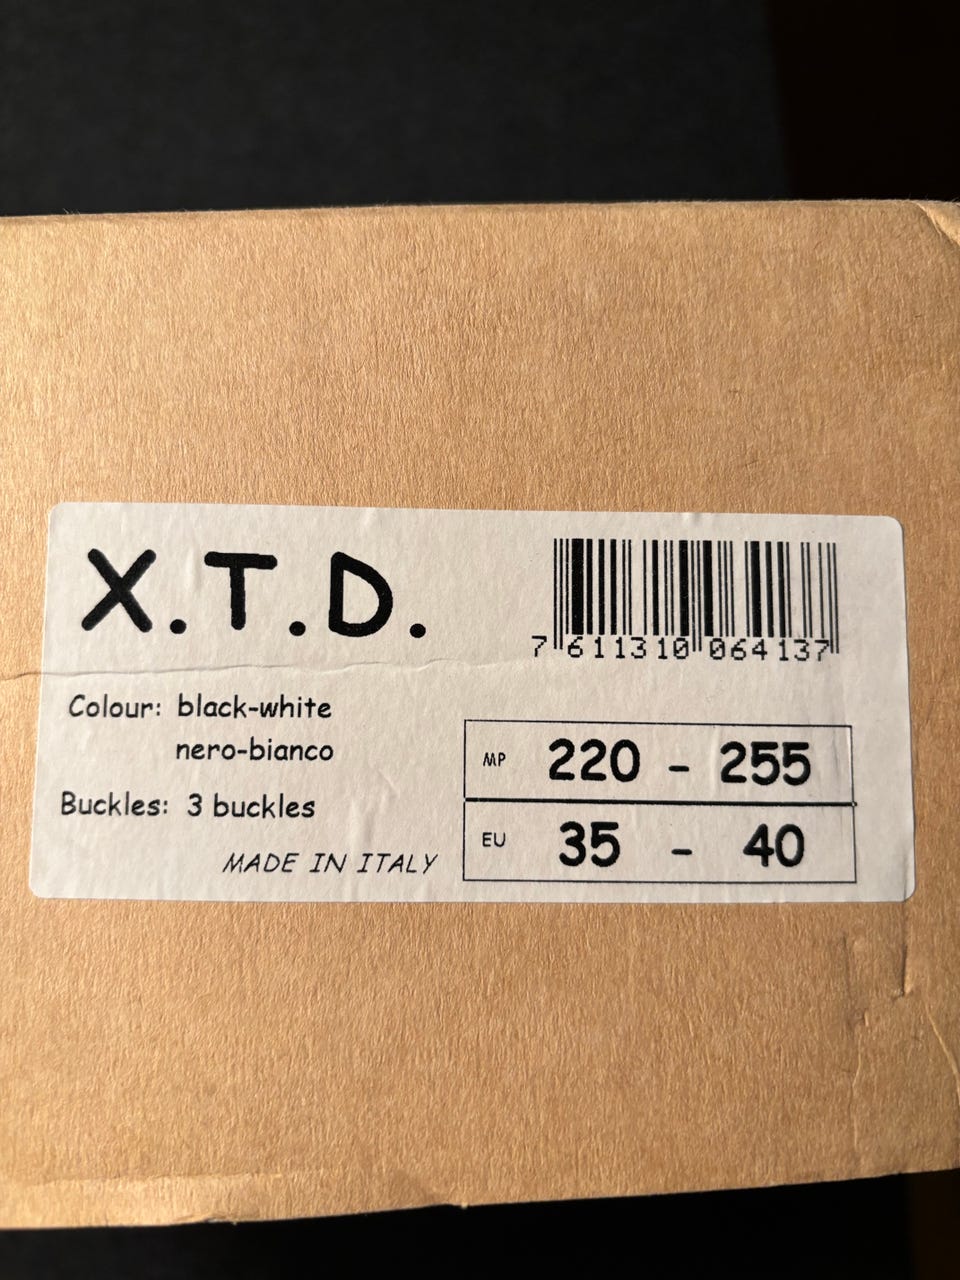 X.T.D.
7 611310 064137
Colour: black-white
nero-bianco
Buckles: 3 buckles
MADE IN ITALY
MP 220 - 255
EU 35 - 40